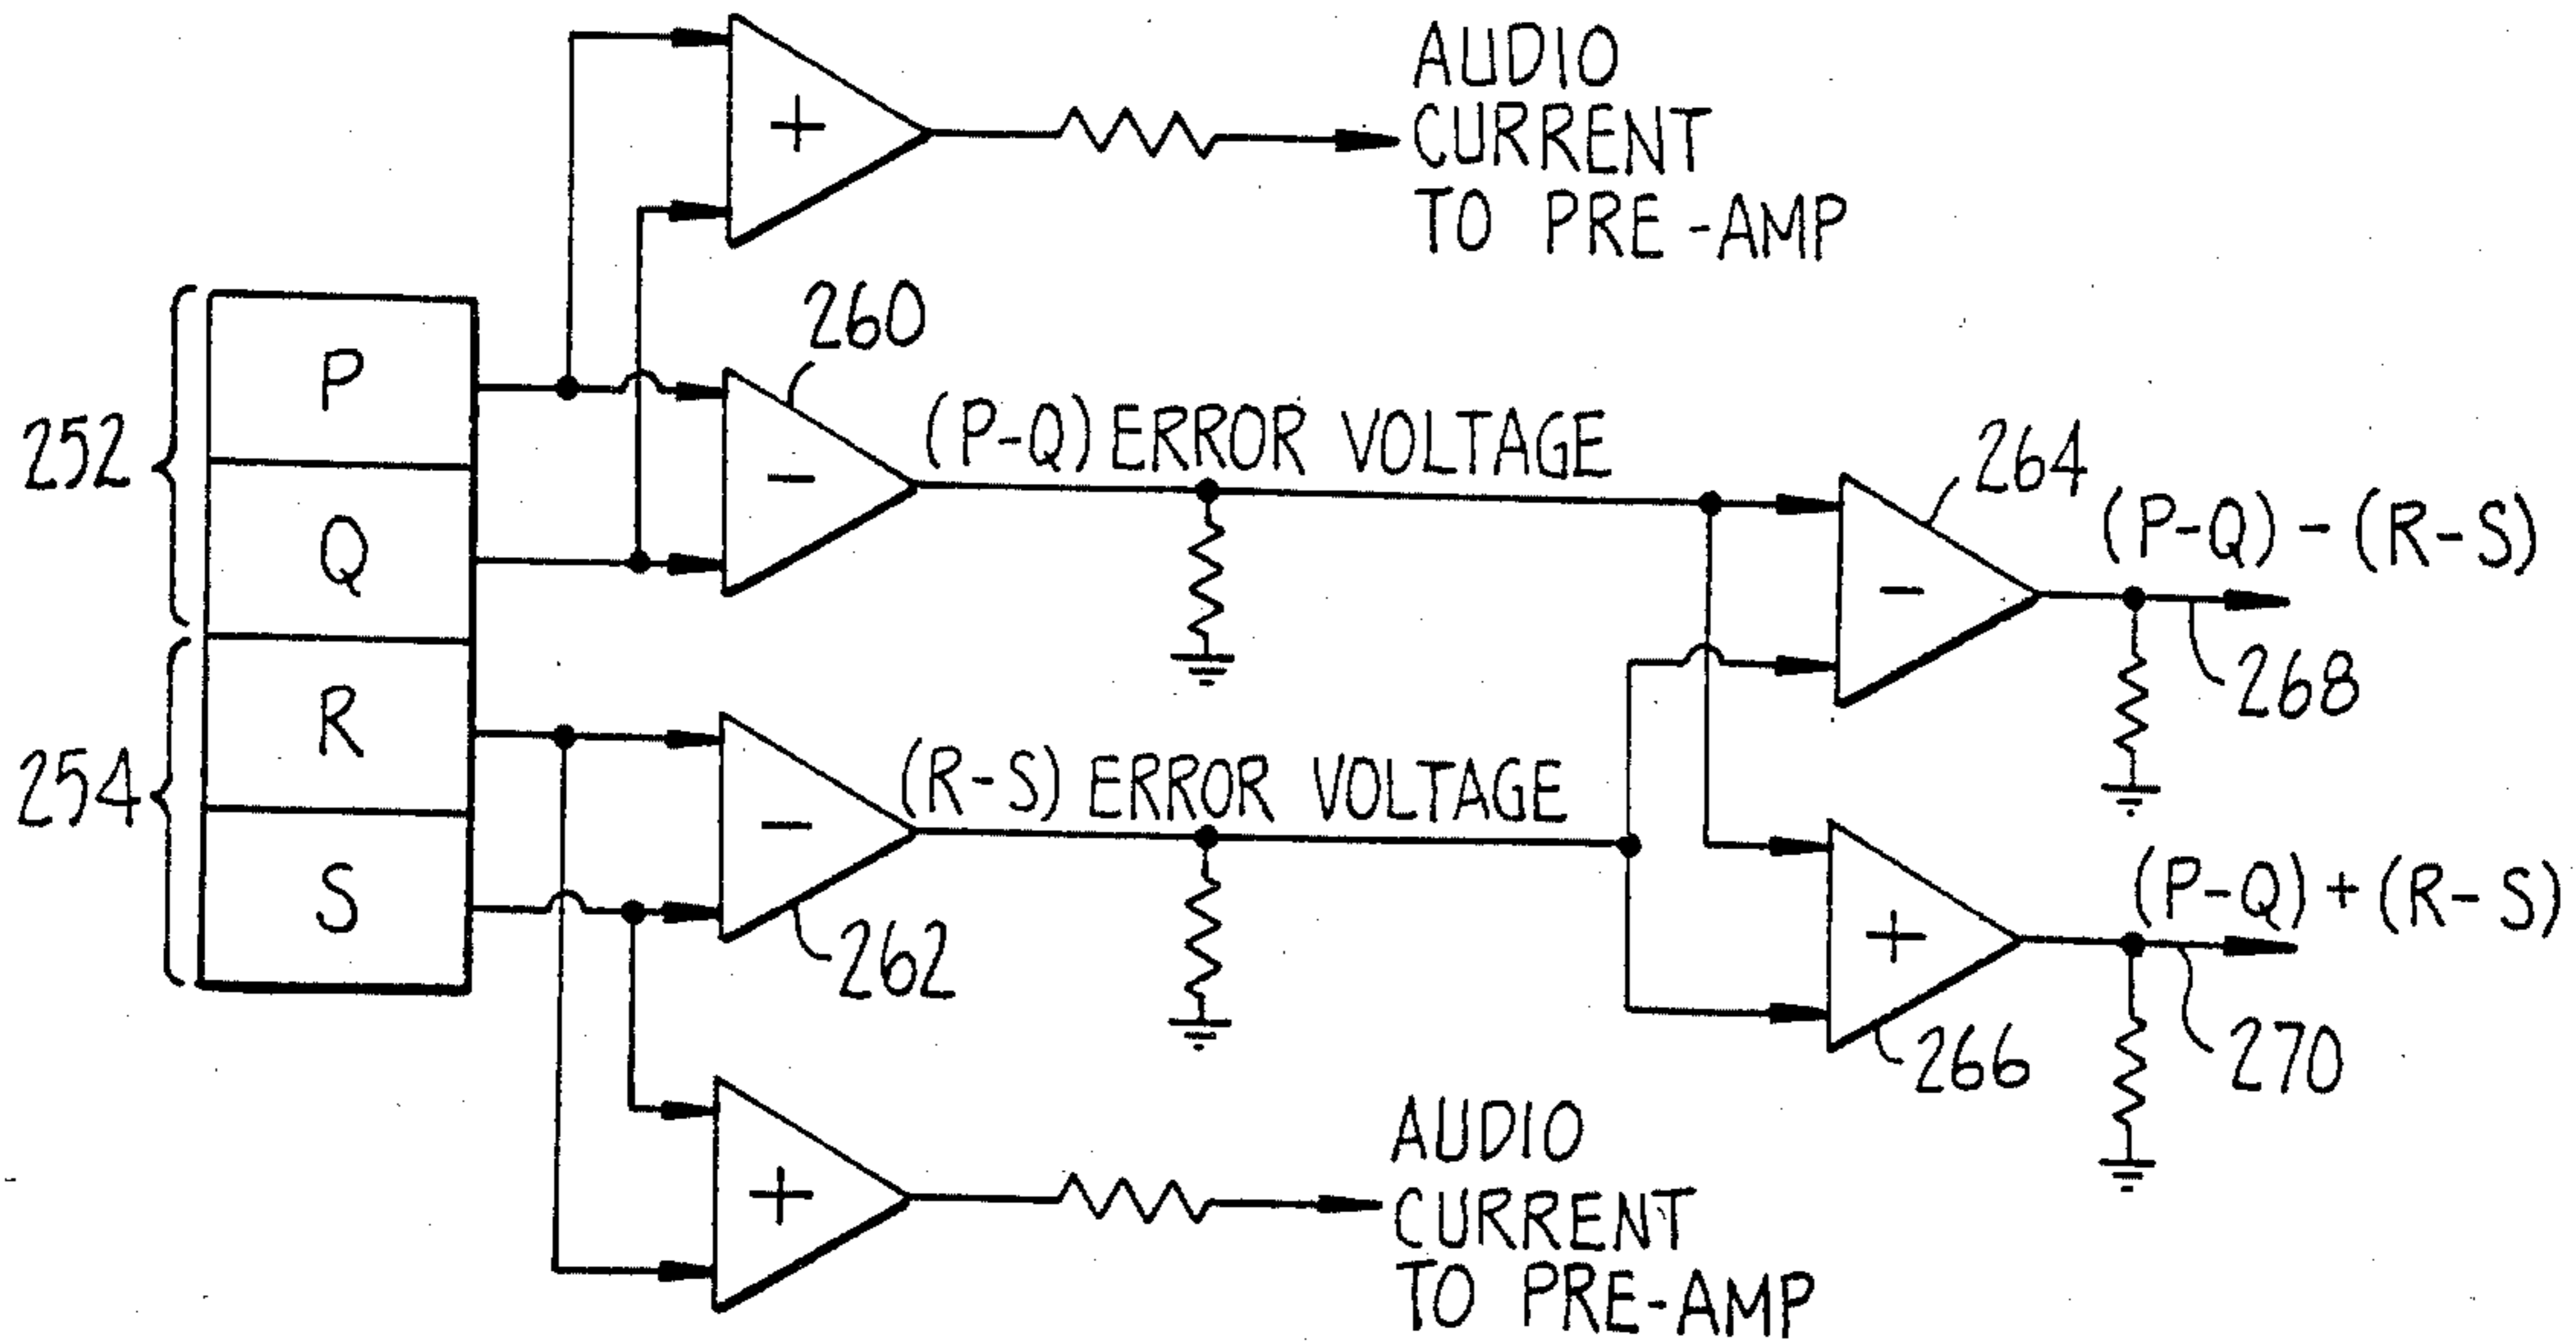 AUDIO
CURRENT
TO PRE-AMP
260
P
252
Q
(P-Q) ERROR VOLTAGE
264
(P-Q) - (R-S)
268
R
254
S
(R-S) ERROR VOLTAGE
262
(P-Q) + (R-S)
266
270
AUDIO
CURRENT
TO PRE-AMP
+
-
-
-
+
+